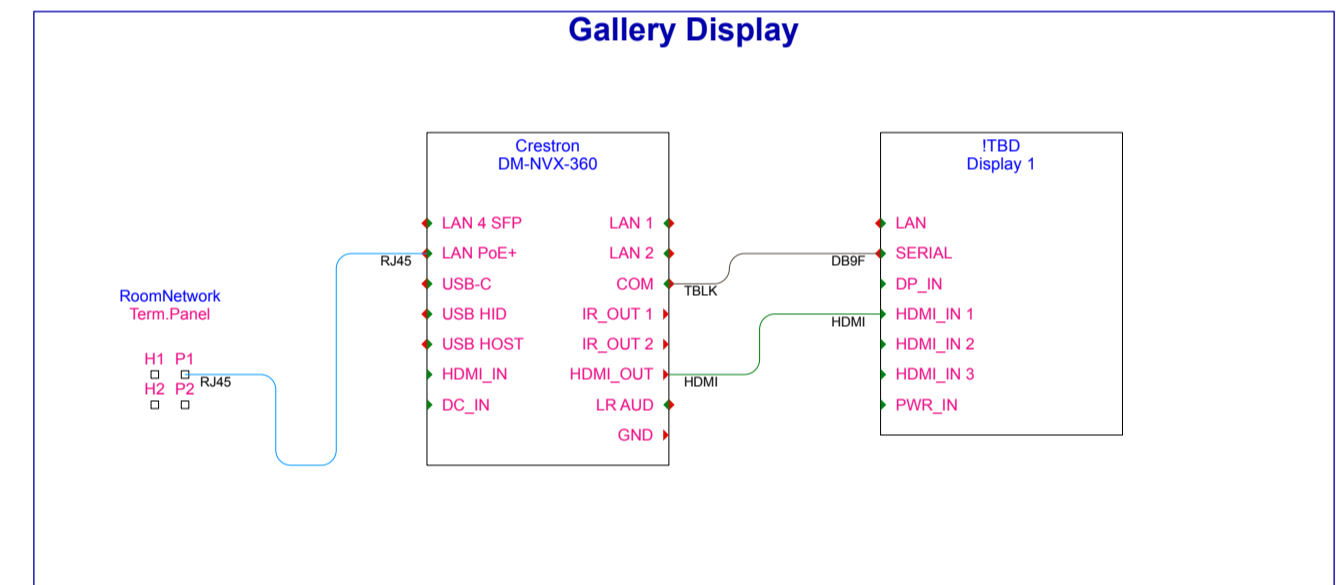 Gallery Display
Crestron
DM-NVX-360
LAN 4 SFP
LAN PoE+
USB-C
USB HID
USB HOST
HDMI_IN
DC_IN
LAN 1
LAN 2
COM
IR_OUT 1
IR_OUT 2
HDMI_OUT
LR AUD
GND
!TBD
Display 1
LAN
SERIAL
DP_IN
HDMI_IN 1
HDMI_IN 2
HDMI_IN 3
PWR_IN
RJ45
TBLK
DB9F
HDMI
HDMI
RoomNetwork
Term.Panel
H1 P1
RJ45
H2 P2